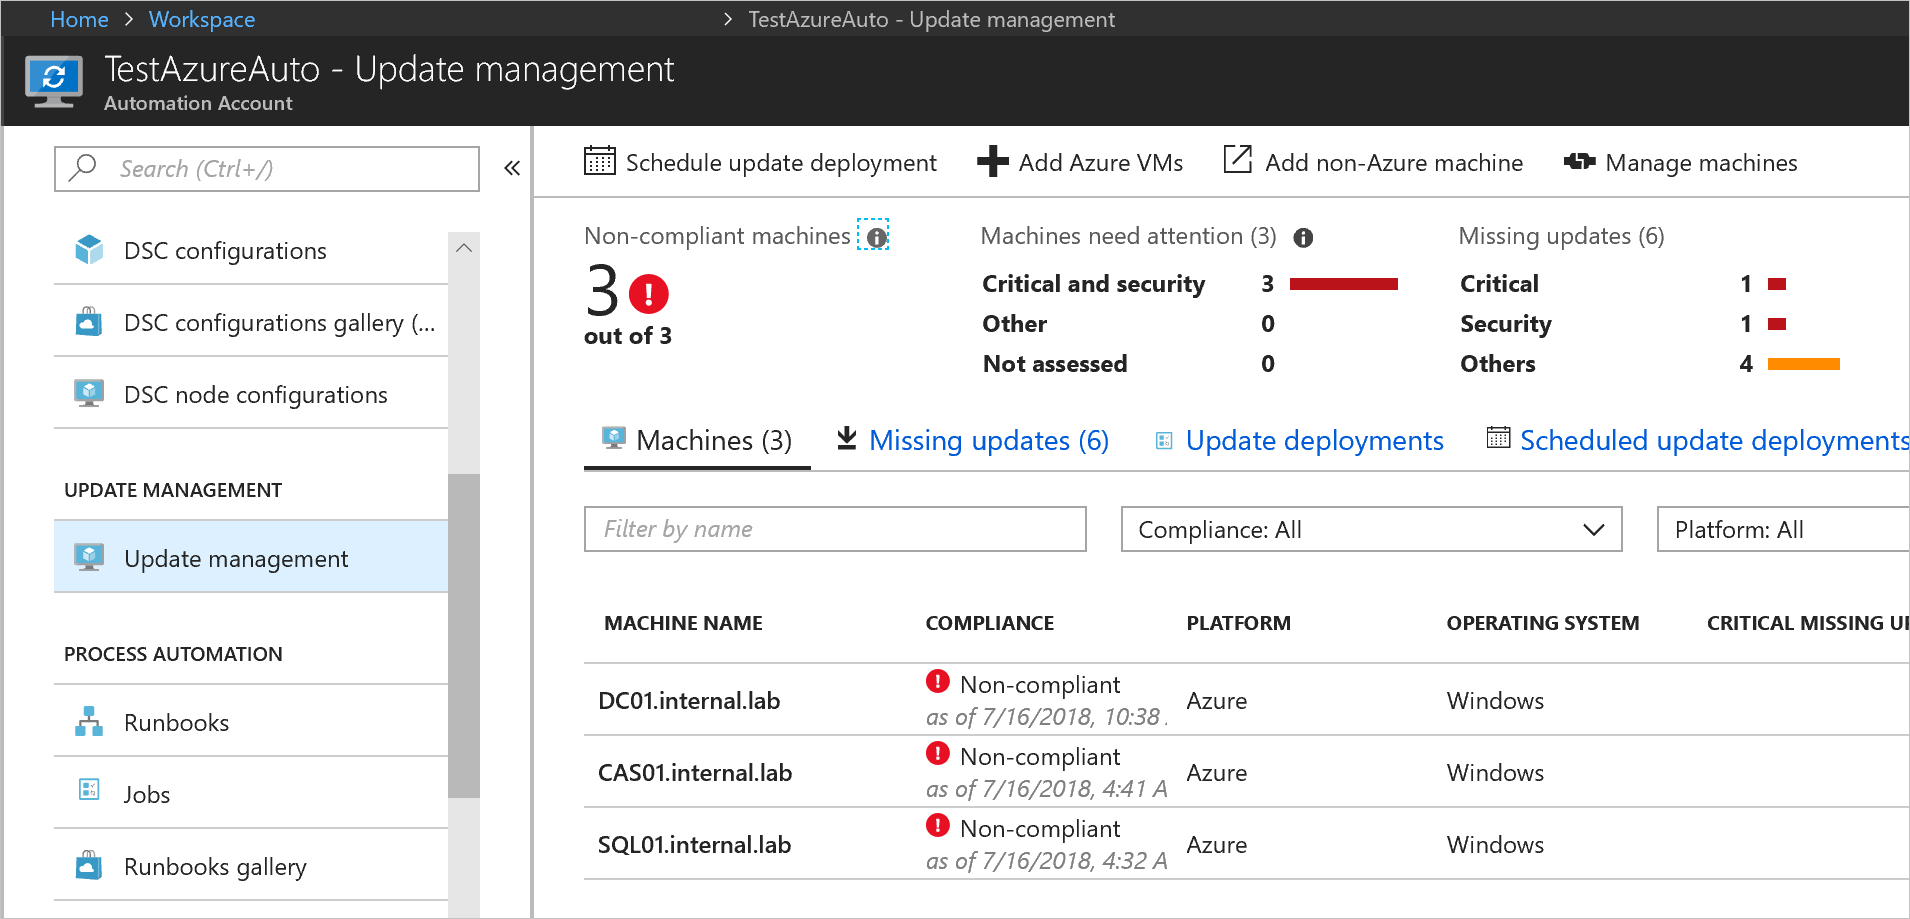 Home > Workspace > TestAzureAuto - Update management
TestAzureAuto - Update management
Automation Account
Search (Ctrl+/)
«
DSC configurations
DSC configurations gallery (...
DSC node configurations
UPDATE MANAGEMENT
Update management
PROCESS AUTOMATION
Runbooks
Jobs
Runbooks gallery
Schedule update deployment
Add Azure VMs
Add non-Azure machine
Manage machines
Non-compliant machines
3
out of 3
Machines need attention (3)
Critical and security 3
Other 0
Not assessed 0
Missing updates (6)
Critical 1
Security 1
Others 4
Machines (3)
Missing updates (6)
Update deployments
Scheduled update deployments
Filter by name
Compliance: All
Platform: All
MACHINE NAME COMPLIANCE PLATFORM OPERATING SYSTEM CRITICAL MISSING
DC01.internal.lab Non-compliant Azure Windows
as of 7/16/2018, 10:38
CAS01.internal.lab Non-compliant Azure Windows
as of 7/16/2018, 4:41 A
SQL01.internal.lab Non-compliant Azure Windows
as of 7/16/2018, 4:32 A